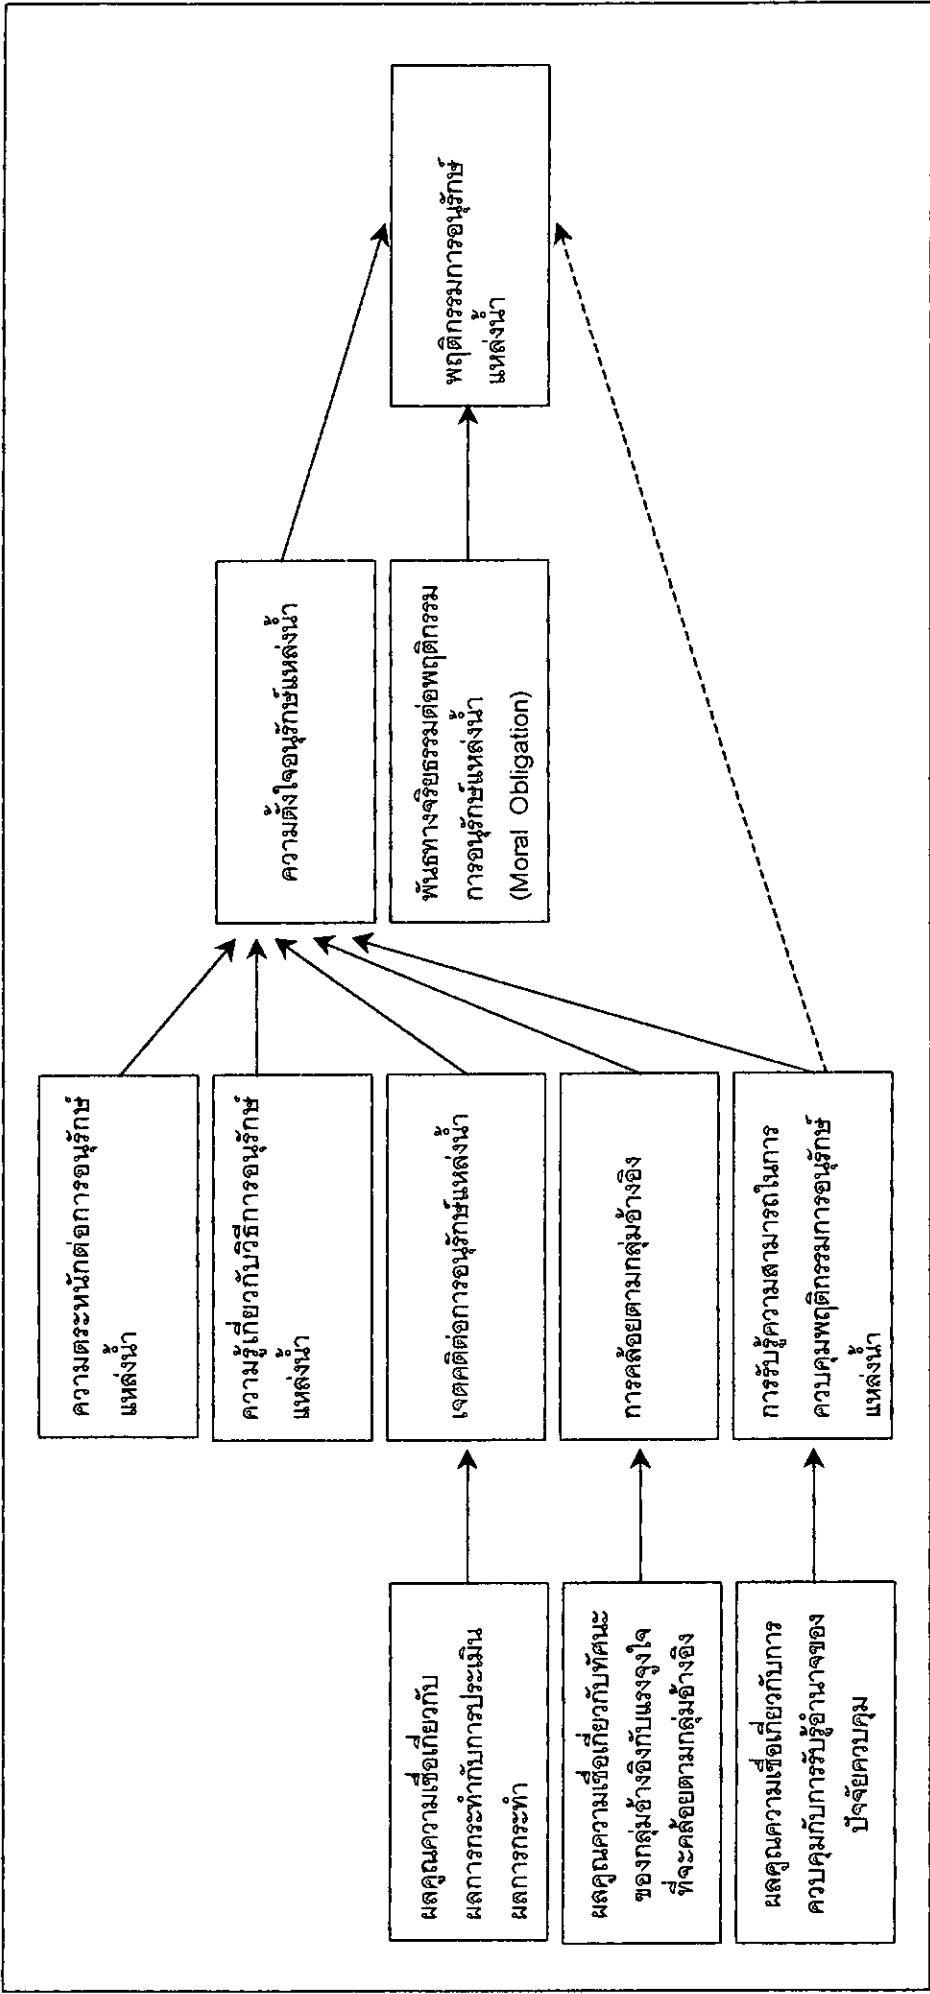 ความตระหนักต่อการอนุรักษ์
แหล่งน้ำ
ความรู้เกี่ยวกับวิธีการอนุรักษ์
แหล่งน้ำ
ผลคูณความเชื่อเกี่ยวกับ
ผลการกระทำกับการประเมิน
ผลการกระทำ
เจตคติต่อการอนุรักษ์แหล่งน้ำ
ผลคูณความเชื่อเกี่ยวกับทัศนะ
ของกลุ่มอ้างอิงกับแรงจูงใจ
ที่จะคล้อยตามกลุ่มอ้างอิง
การคล้อยตามกลุ่มอ้างอิง
ผลคูณความเชื่อเกี่ยวกับการ
ควบคุมกับการรับรู้อำนาจของ
ปัจจัยควบคุม
การรับรู้ความสามารถในการ
ควบคุมพฤติกรรมการอนุรักษ์
แหล่งน้ำ
ความตั้งใจอนุรักษ์แหล่งน้ำ
พันธทางจริยธรรมต่อพฤติกรรม
การอนุรักษ์แหล่งน้ำ
(Moral Obligation)
พฤติกรรมการอนุรักษ์
แหล่งน้ำ